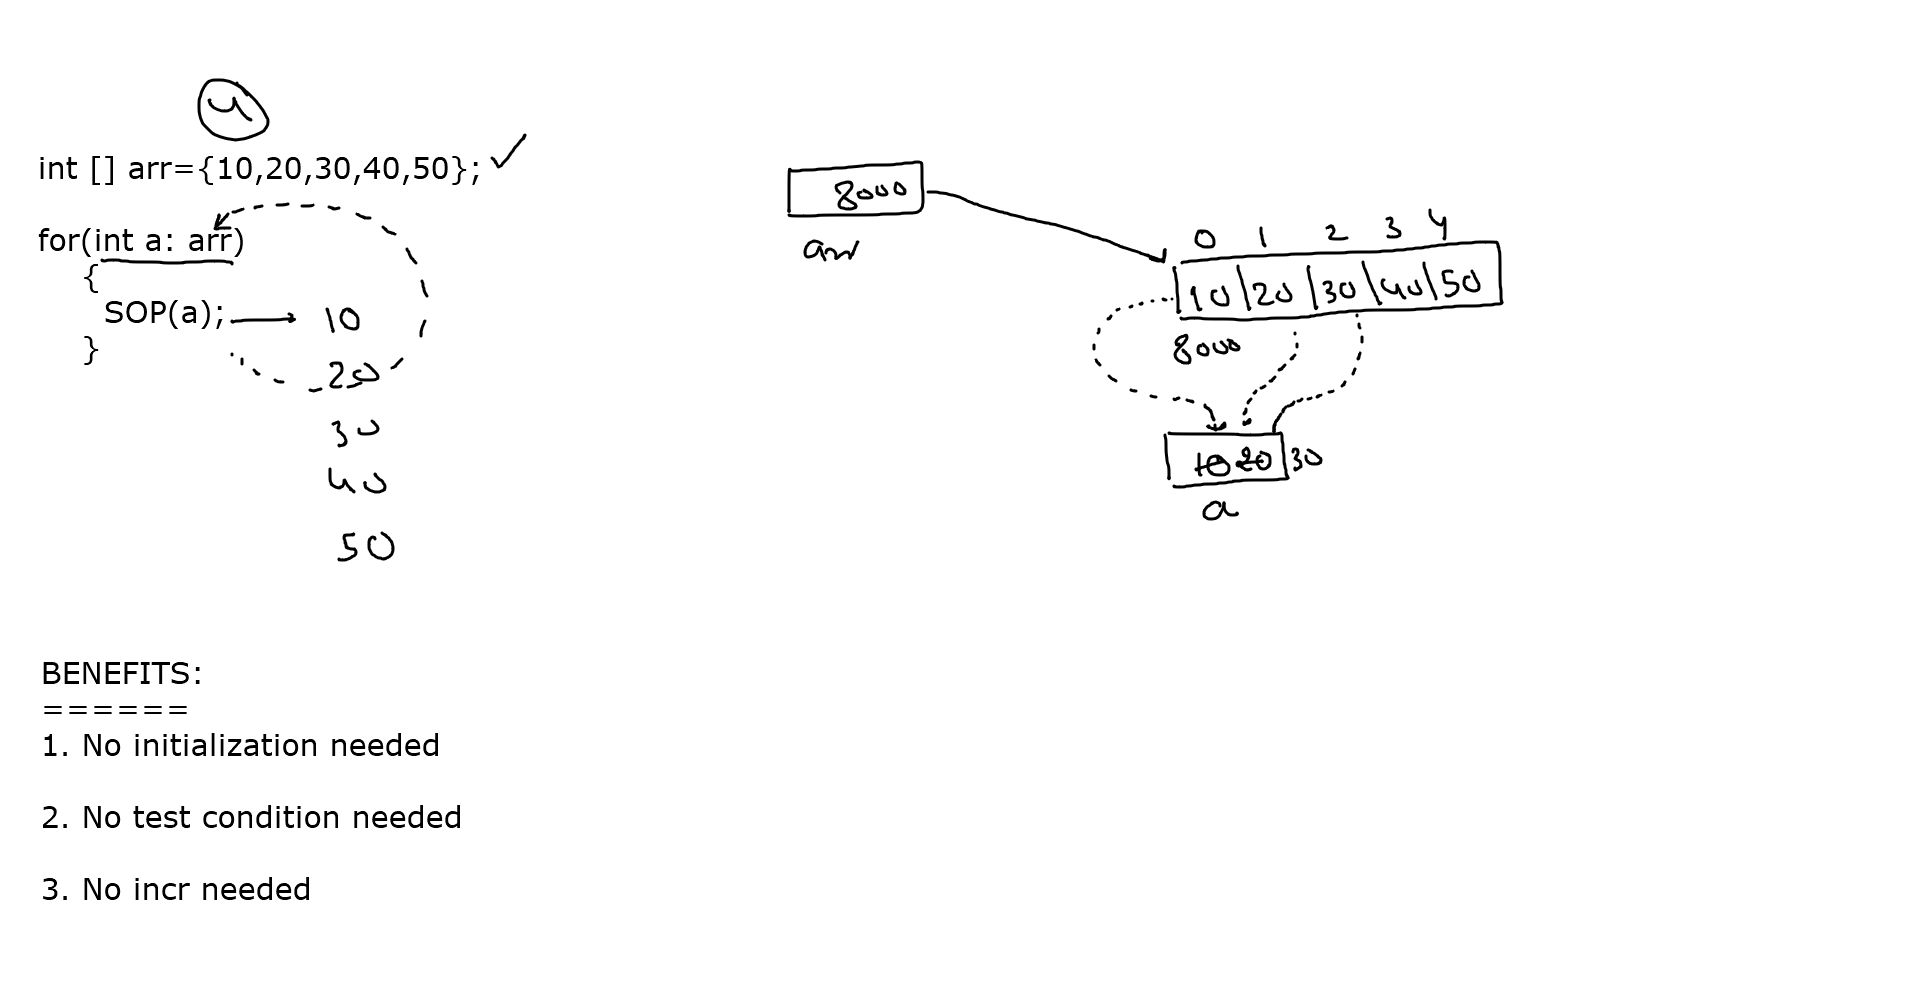 4
int [] arr={10,20,30,40,50};
for(int a: arr)
{
SOP(a); 10
}
20
30
40
50
8000
arr
0 1 2 3 4
10 20 30 40 50
8000
10 20 30
a
BENEFITS:
======
1. No initialization needed
2. No test condition needed
3. No incr needed